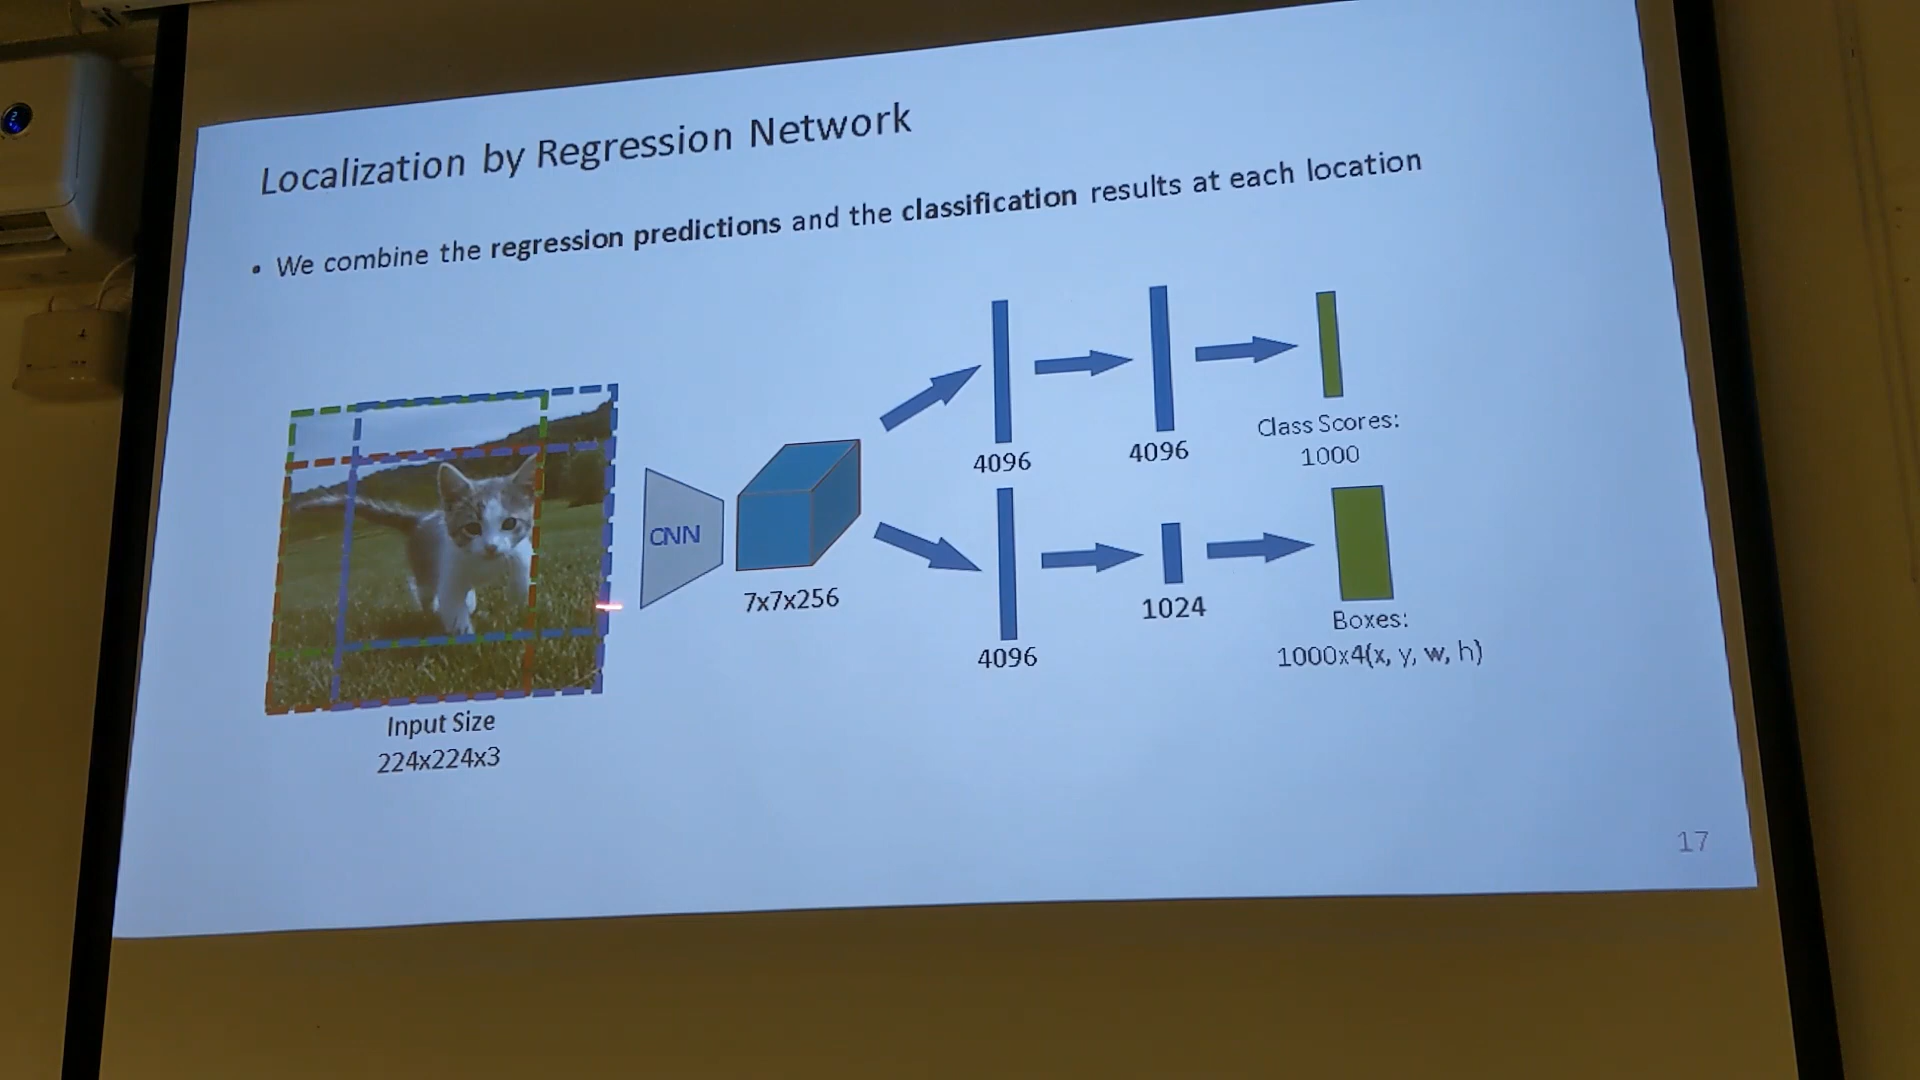 Localization by Regression Network
• We combine the regression predictions and the classification results at each location
4096
4096
Class Scores:
1000
CNN
7x7x256
4096
1024
Boxes:
1000x4(x, y, w, h)
Input Size
224x224x3
17